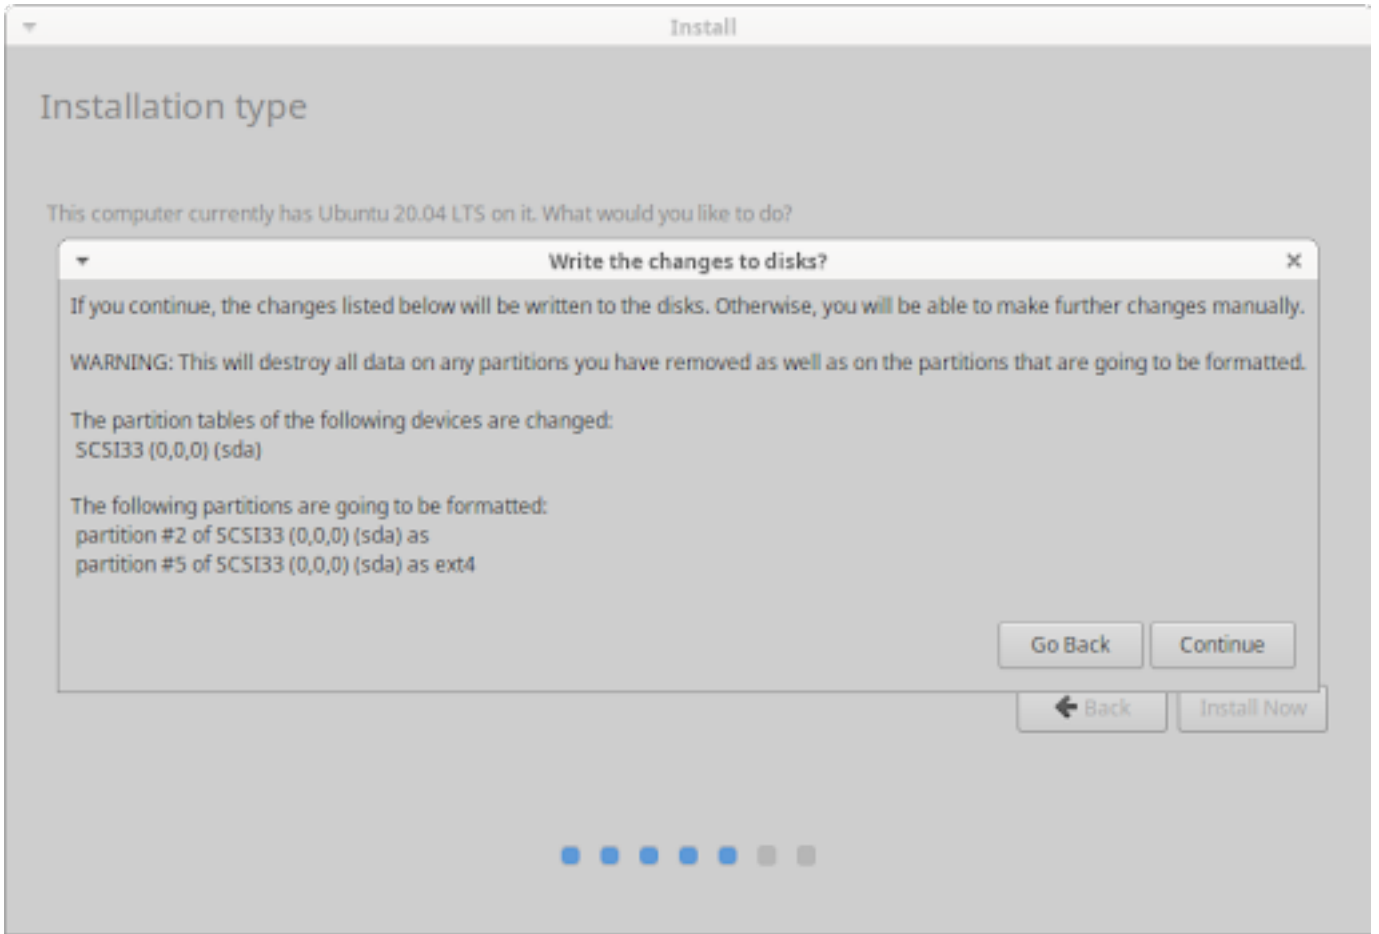 Install
Installation type
This computer currently has Ubuntu 20.04 LTS on it. What would you like to do?
Write the changes to disks?
If you continue, the changes listed below will be written to the disks. Otherwise, you will be able to make further changes manually.
WARNING: This will destroy all data on any partitions you have removed as well as on the partitions that are going to be formatted.
The partition tables of the following devices are changed:
SCSI33 (0,0,0) (sda)
The following partitions are going to be formatted:
partition #2 of SCSI33 (0,0,0) (sda) as
partition #5 of SCSI33 (0,0,0) (sda) as ext4
Go Back Continue
Back Install Now